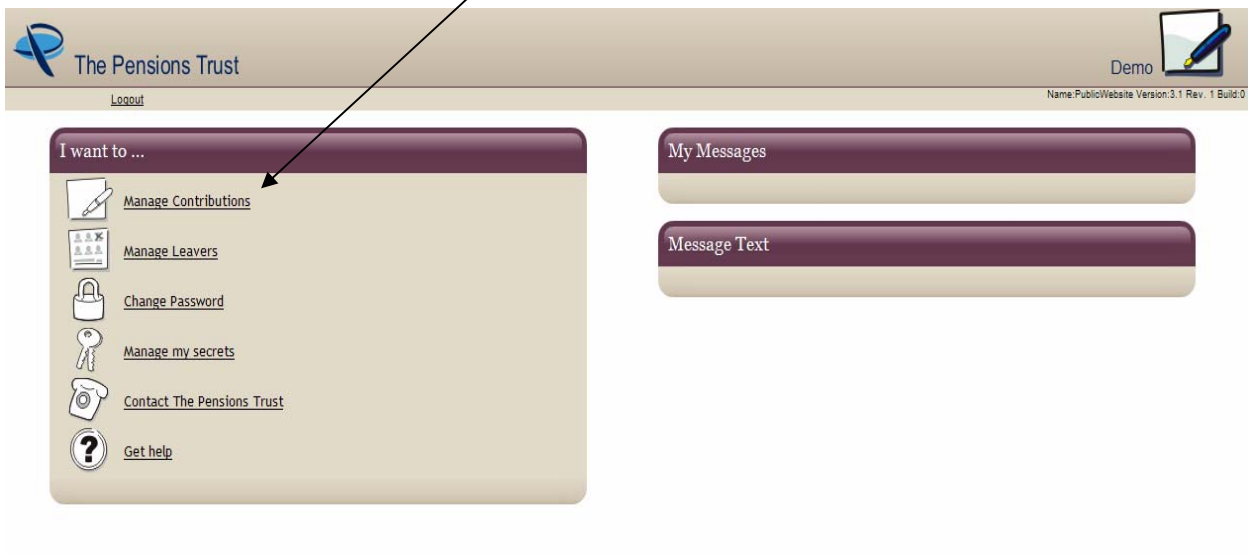 The Pensions Trust
Demo
Logout
Name:PublicWebsite Version:3.1 Rev. 1 Build:0
I want to ...
Manage Contributions
Manage Leavers
Change Password
Manage my secrets
Contact The Pensions Trust
Get help
My Messages
Message Text